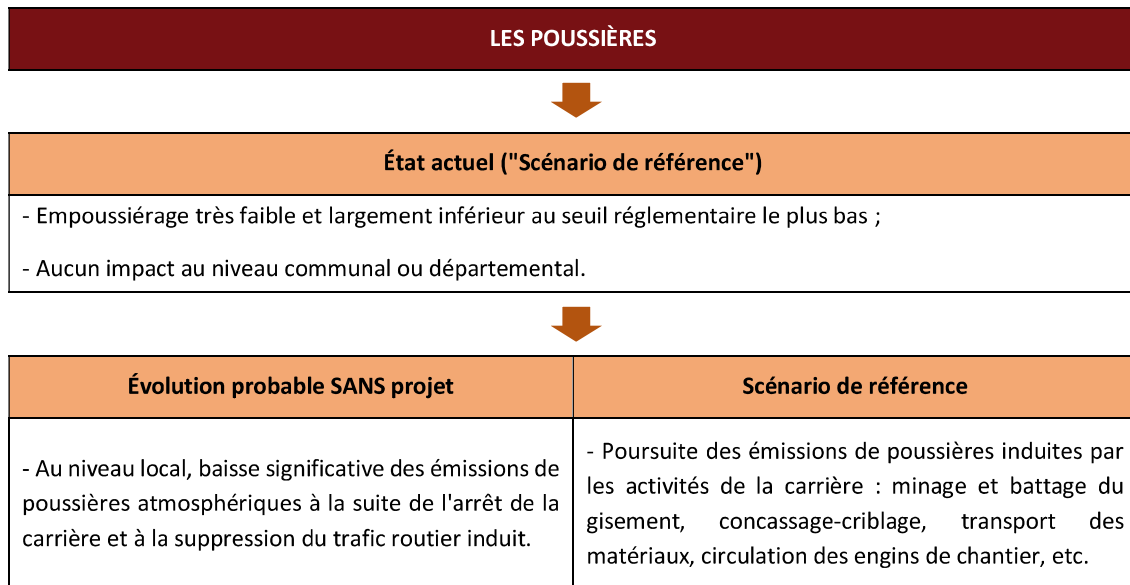 LES POUSSIÈRES
État actuel ("Scénario de référence")
- Empoussiérage très faible et largement inférieur au seuil réglementaire le plus bas ;
- Aucun impact au niveau communal ou départemental.
Évolution probable SANS projet
- Au niveau local, baisse significative des émissions de
poussières atmosphériques à la suite de l'arrêt de la
carrière et à la suppression du trafic routier induit.
Scénario de référence
- Poursuite des émissions de poussières induites par
les activités de la carrière : minage et battage du
gisement, concassage-criblage, transport des
matériaux, circulation des engins de chantier, etc.